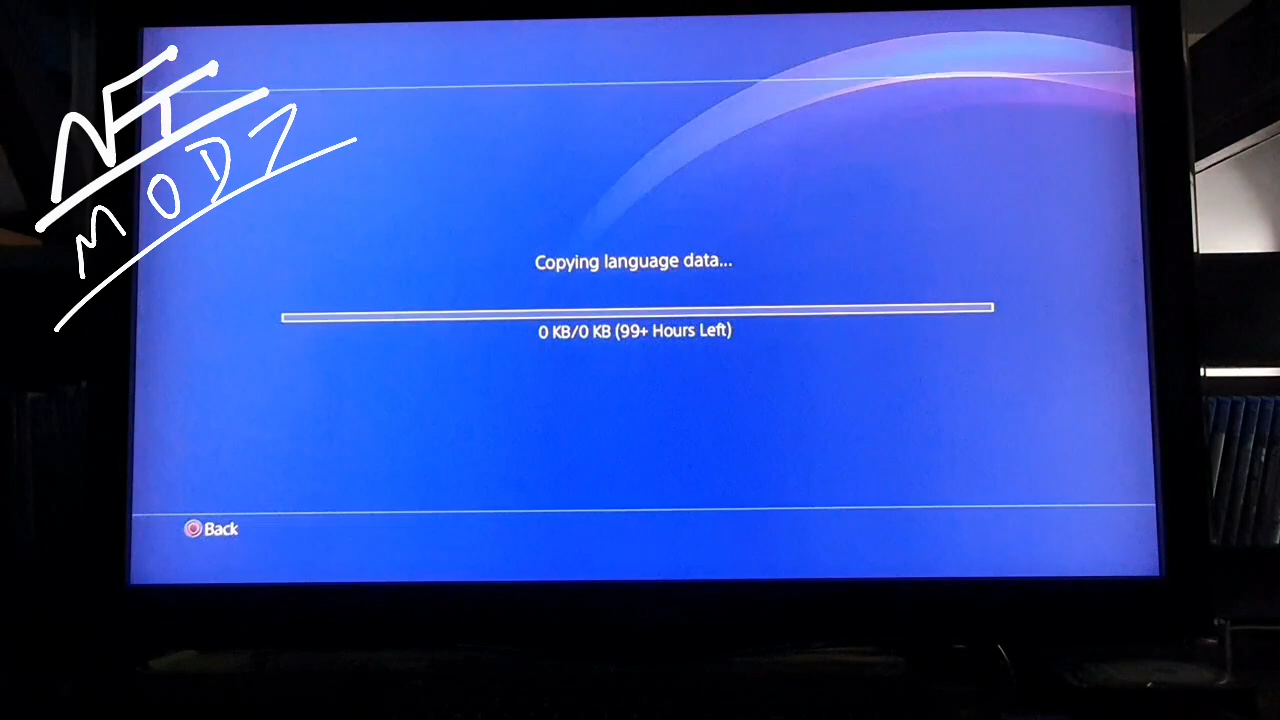 NFT
MODZ
Copying language data...
0 KB/0 KB (99+ Hours Left)
Back